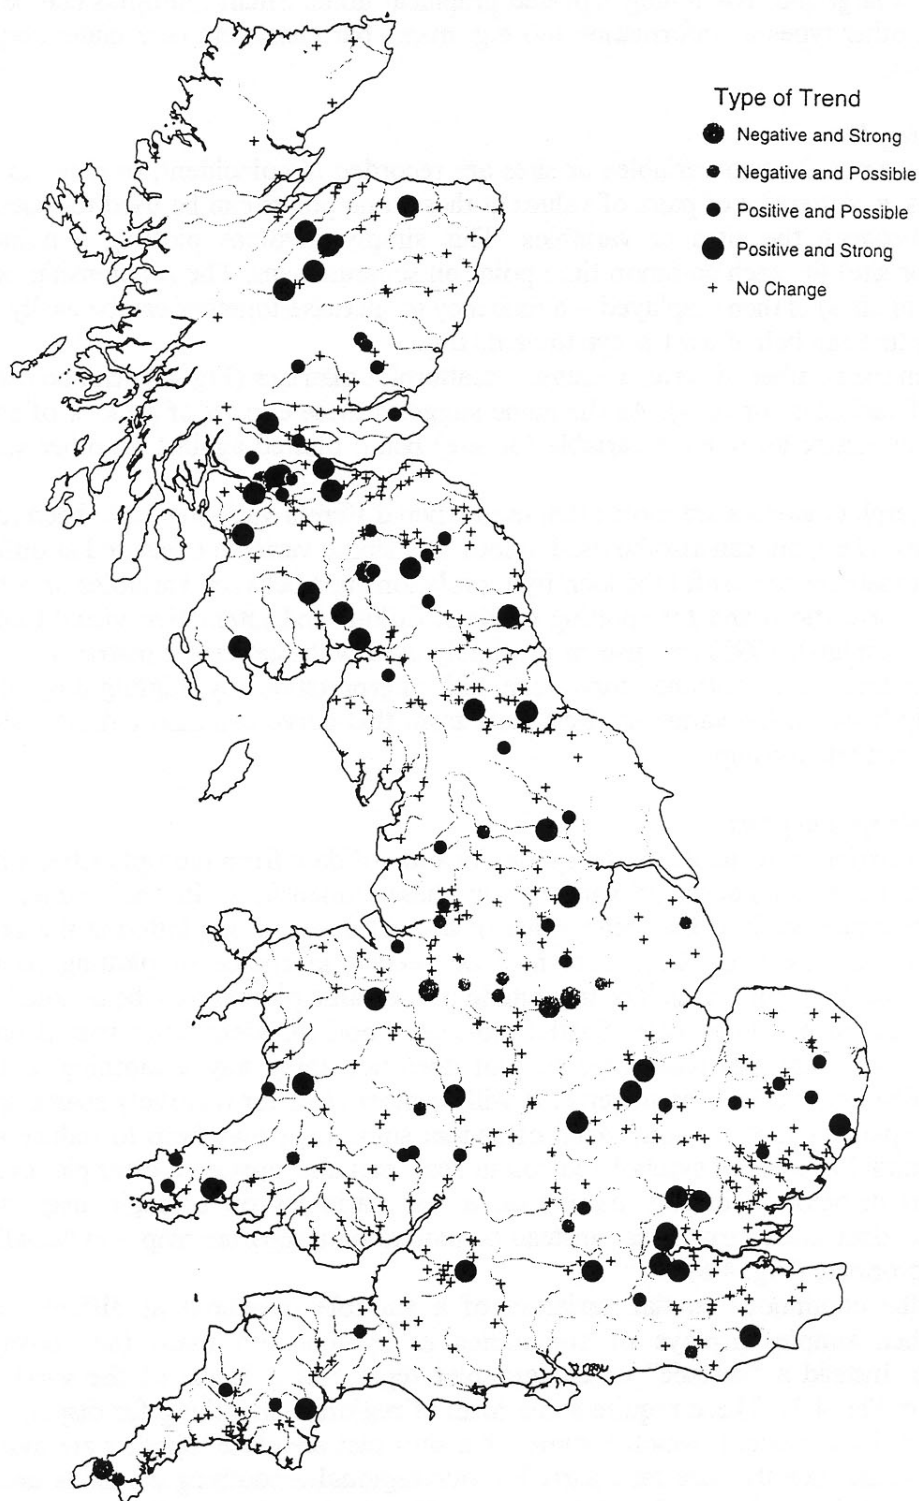 Type of Trend
Negative and Strong
Negative and Possible
Positive and Possible
Positive and Strong
No Change